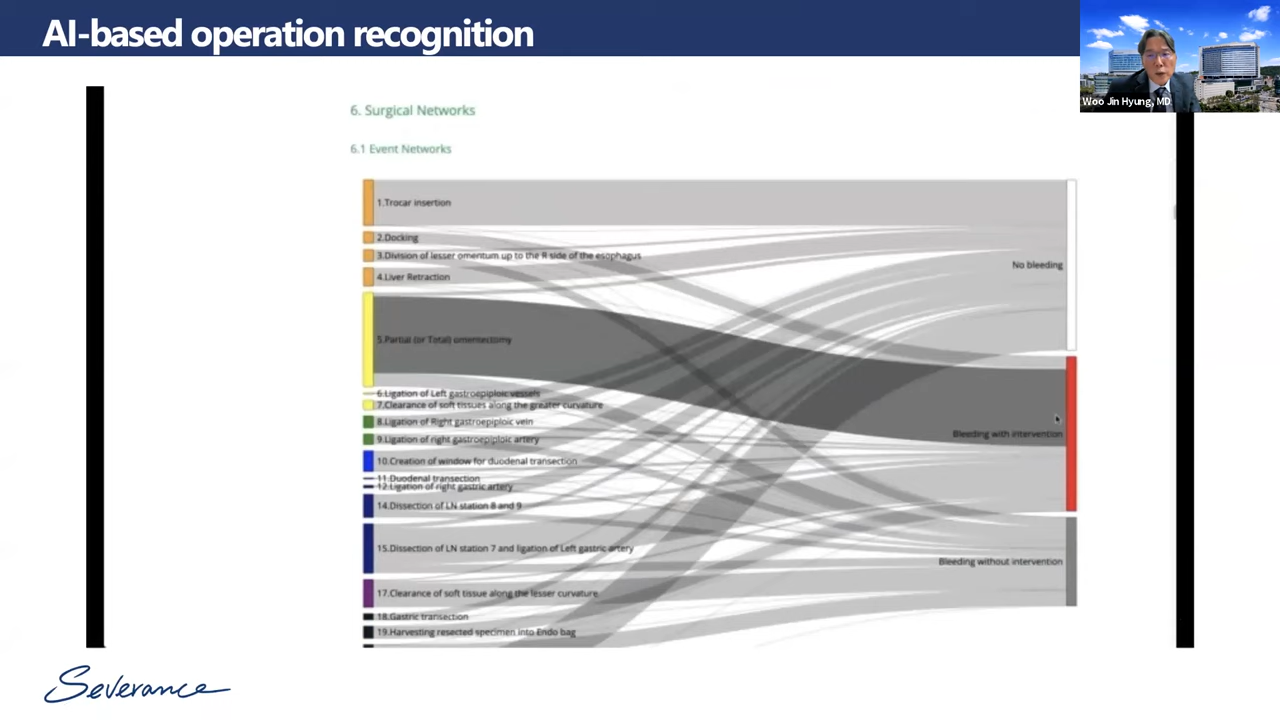 AI-based operation recognition
Woo Jin Hyung, MD
6. Surgical Networks
6.1 Event Networks
1.Trocar insertion
2.Docking
3.Division of lesser omentum up to the R side of the esophagus
No bleeding
4.Liver Retraction
5.Partial (or Total) omentectomy
6.Ligation of Left gastroepiploic vessels
7.Clearance of soft tissues along the greater curvature
8.Ligation of Right gastroepiploic vein
Bleeding with intervention
9.Ligation of right gastroepiploic artery
10.Creation of window for duodenal transection
11.Duodenal transection
12.Ligation of right gastric artery
14.Dissection of LN station 8 and 9
15.Dissection of LN station 7 and ligation of Left gastric artery
Bleeding without intervention
17.Clearance of soft tissue along the lesser curvature
18.Gastric transection
19.Harvesting resected specimen into Endo bag
Severance